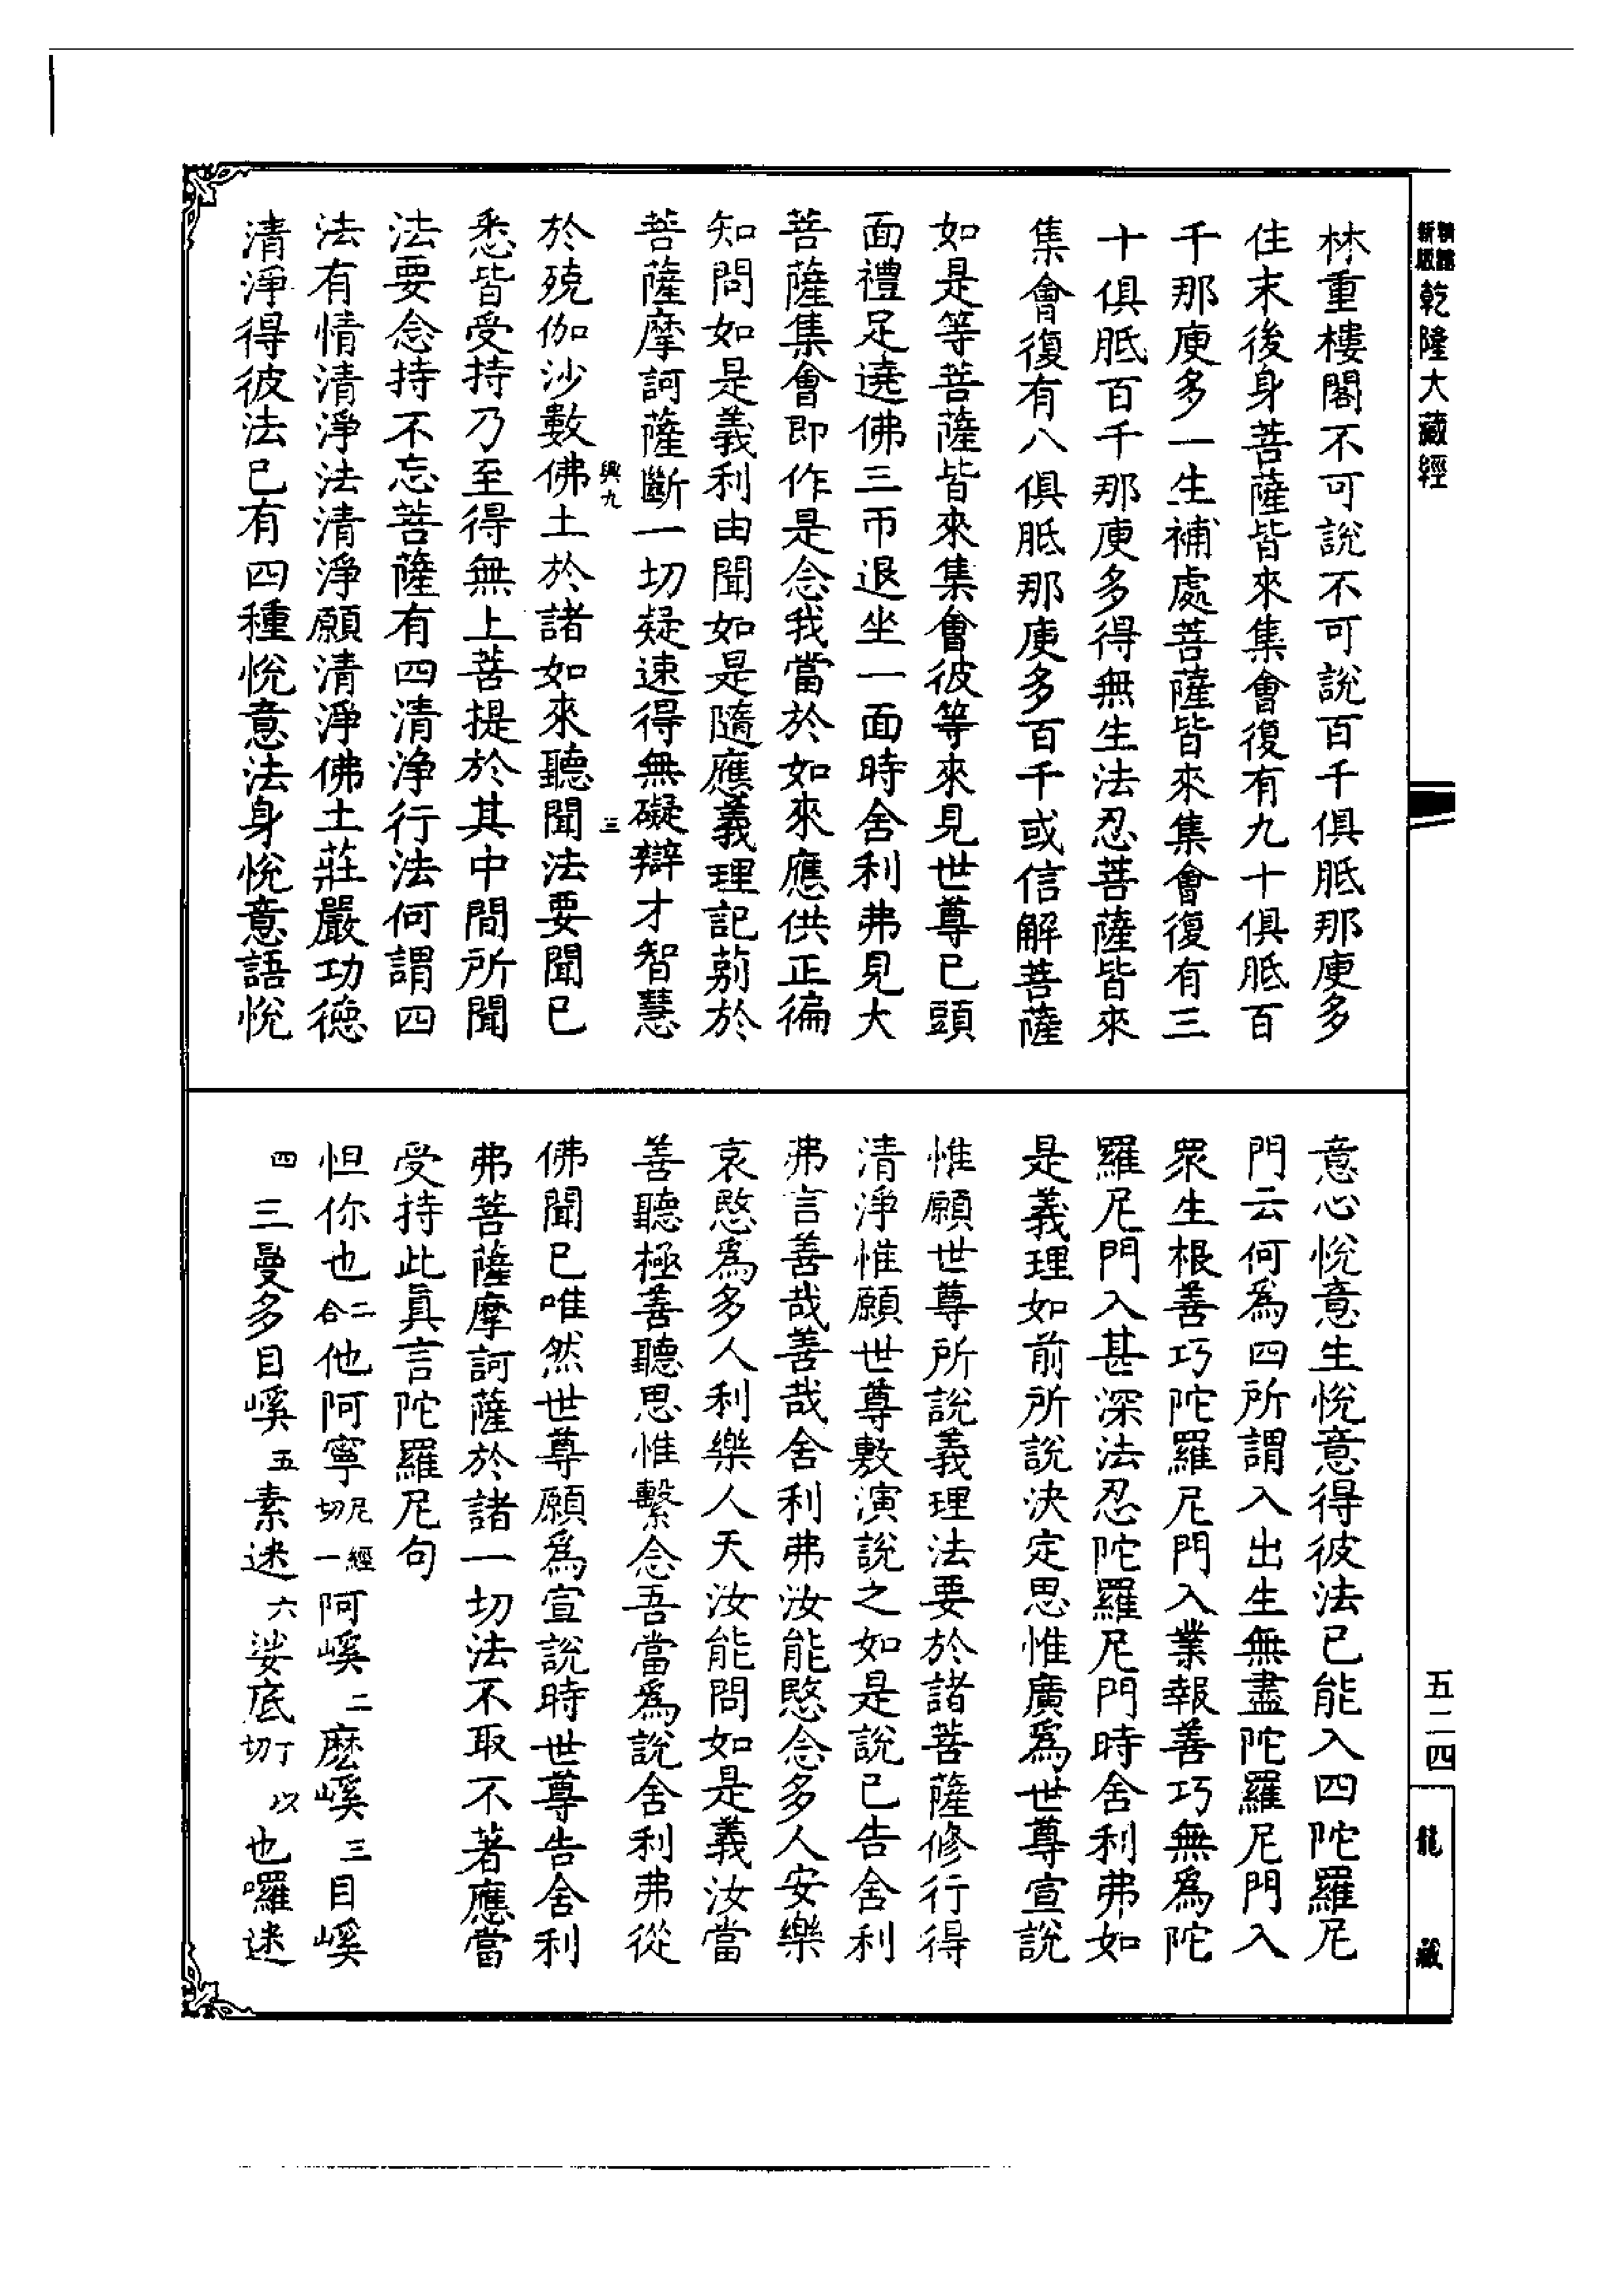 乾隆大藏經
林重樓閣不可說不可說百千俱胝那庾多
住末後身菩薩皆來集會復有九十俱胝百
千那庾多一生補處菩薩皆來集會復有三
十俱胝百千那庾多得無生法忍菩薩皆來
集會復有八俱胝那庾多百千或信解菩薩
如是等菩薩皆來集會彼等來見世尊已頭
面禮足遶佛三帀退坐一面時舍利弗見大
菩薩集會即作是念我當於如來應供正徧
知問如是義利由聞如是隨應義理記莂於
菩薩摩訶薩斷一切疑速得無礙辯才智慧
興九 三
於殑伽沙數佛土於諸如來聽聞法要聞已
悉皆受持乃至得無上菩提於其中間所聞
法要念持不忘菩薩有四清淨行法何謂四
法有情清淨法清淨願清淨佛土莊嚴功德
清淨得彼法已有四種悅意法身悅意語悅
意心悅意生悅意得彼法已能入四陀羅尼
門云何為四所謂入出生無盡陀羅尼門入
眾生根善巧陀羅尼門入業報善巧無為陀
羅尼門入甚深法忍陀羅尼門時舍利弗如
是義理如前所說決定思惟廣為世尊宣說
惟願世尊所說義理法要於諸菩薩修行得
清淨惟願世尊敷演說之如是說已告舍利
弗言善哉善哉舍利弗汝能愍念多人安樂
哀愍為多人利樂人天汝能問如是義汝當
善聽極善聽思惟繫念吾當為說舍利弗從
佛聞已唯然世尊願為宣說時世尊告舍利
弗菩薩摩訶薩於諸一切法不取不著應當
受持此真言陀羅尼句
怛你也二合他阿寧尼經切一阿嵠二麼嵠三目嵠
四三曼多目嵠五素迷六娑底丁以切也囉迷
五二四
龍藏